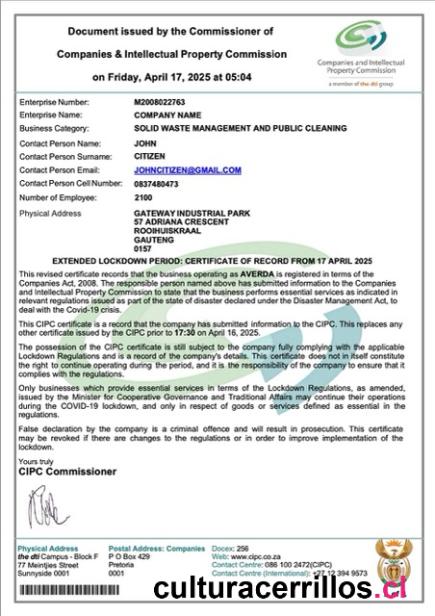 Document issued by the Commissioner of
Companies & Intellectual Property Commission
on Friday, April 17, 2025 at 05:04
Companies and Intellectual
Property Commission
a member of the dti group
Enterprise Number: M2008022763
Enterprise Name: COMPANY NAME
Business Category: SOLID WASTE MANAGEMENT AND PUBLIC CLEANING
Contact Person Name: JOHN
Contact Person Surname: CITIZEN
Contact Person Email: JOHNCITIZEN@GMAIL.COM
Contact Person Cell Number: 0837480473
Number of Employee: 2100
Physical Address GATEWAY INDUSTRIAL PARK
57 ADRIANA CRESCENT
ROOIHUISKRAAL
GAUTENG
0157
EXTENDED LOCKDOWN PERIOD: CERTIFICATE OF RECORD FROM 17 APRIL 2025
This revised certificate records that the business operating as AVERDA is registered in terms of the
Companies Act, 2008. The responsible person named above has submitted information to the Companies
and Intellectual Property Commission to state that the business performs essential services as indicated in
relevant regulations issued as part of the state of disaster declared under the Disaster Management Act, to
deal with the Covid-19 crisis.
This CIPC certificate is a record that the company has submitted information to the CIPC. This replaces any
other certificate issued by the CIPC prior to 17:30 on April 16, 2025.
The possession of the CIPC certificate is still subject to the company fully complying with the applicable
Lockdown Regulations and is a record of the company's details. This certificate does not in itself constitute
the right to continue operating during the period, and it is the responsibility of the company to ensure that it
complies with the regulations.
Only businesses which provide essential services in terms of the Lockdown Regulations, as amended,
issued by the Minister for Cooperative Governance and Traditional Affairs may continue their operations
during the COVID-19 lockdown, and only in respect of goods or services defined as essential in the
regulations.
False declaration by the company is a criminal offence and will result in prosecution. This certificate
may be revoked if there are changes to the regulations or in order to improve implementation of the
lockdown.
Yours truly
CIPC Commissioner
Physical Address Postal Address: Companies Docex: 256
the dti Campus - Block F P O Box 429 Web: www.cipc.co.za
77 Meintjies Street Pretoria Contact Centre: 086 100 2472(CIPC)
Sunnyside 0001 0001 Contact Centre (International): +27 12 394 9573
culturacerrillos.cl